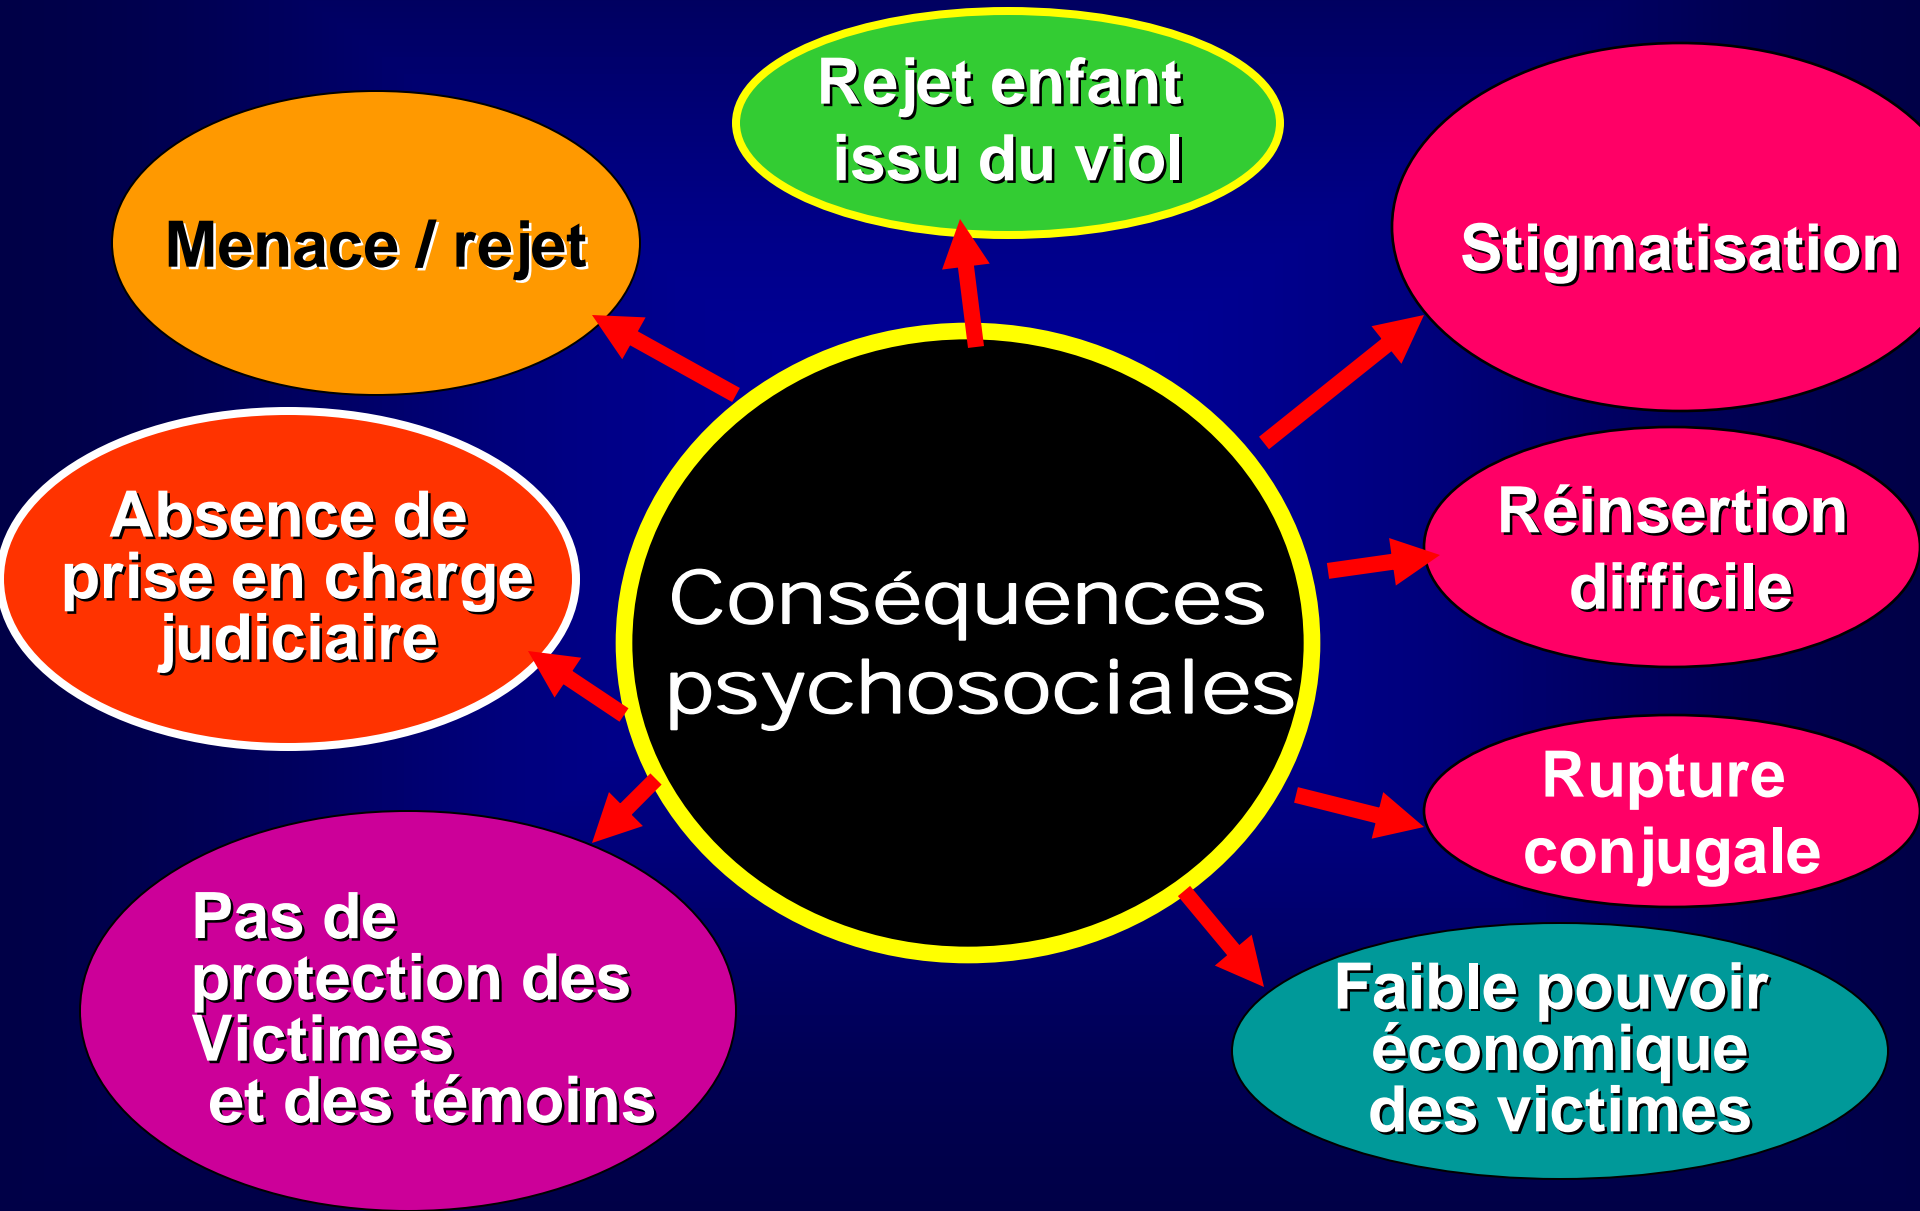 Rejet enfant
issu du viol
Menace / rejet
Stigmatisation
Absence de
prise en charge
judiciaire
Réinsertion
difficile
Conséquences
psychosociales
Rupture
conjugale
Pas de
protection des
Victimes
et des témoins
Faible pouvoir
économique
des victimes